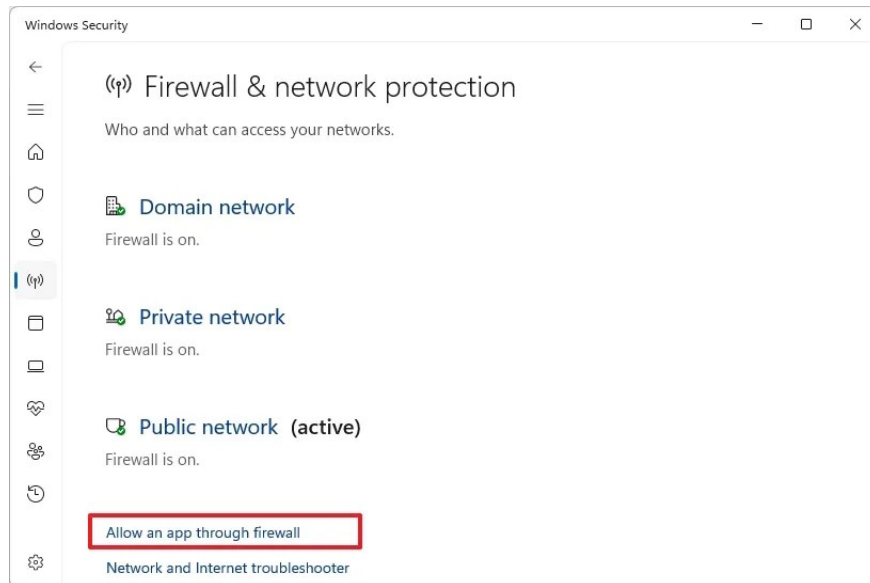 Windows Security
Firewall & network protection
Who and what can access your networks.
Domain network
Firewall is on.
Private network
Firewall is on.
Public network (active)
Firewall is on.
Allow an app through firewall
Network and Internet troubleshooter